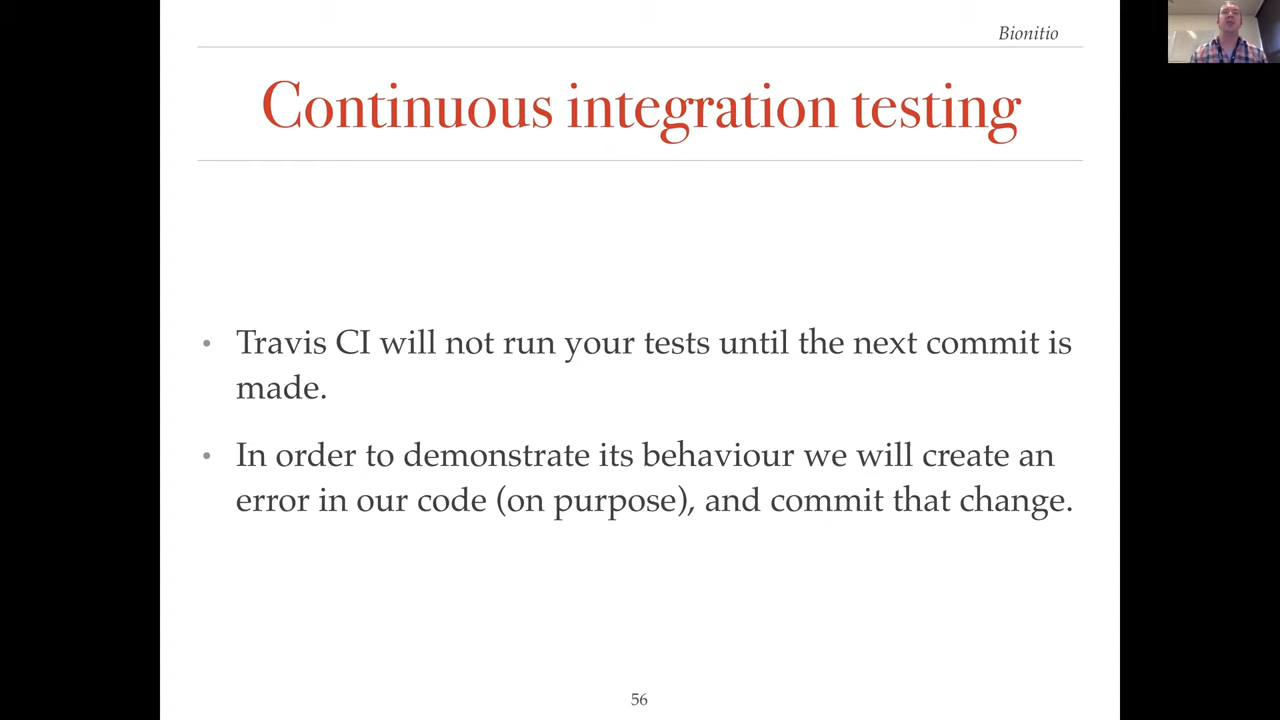 Bionitio
Continuous integration testing
• Travis CI will not run your tests until the next commit is
made.
• In order to demonstrate its behaviour we will create an
error in our code (on purpose), and commit that change.
56